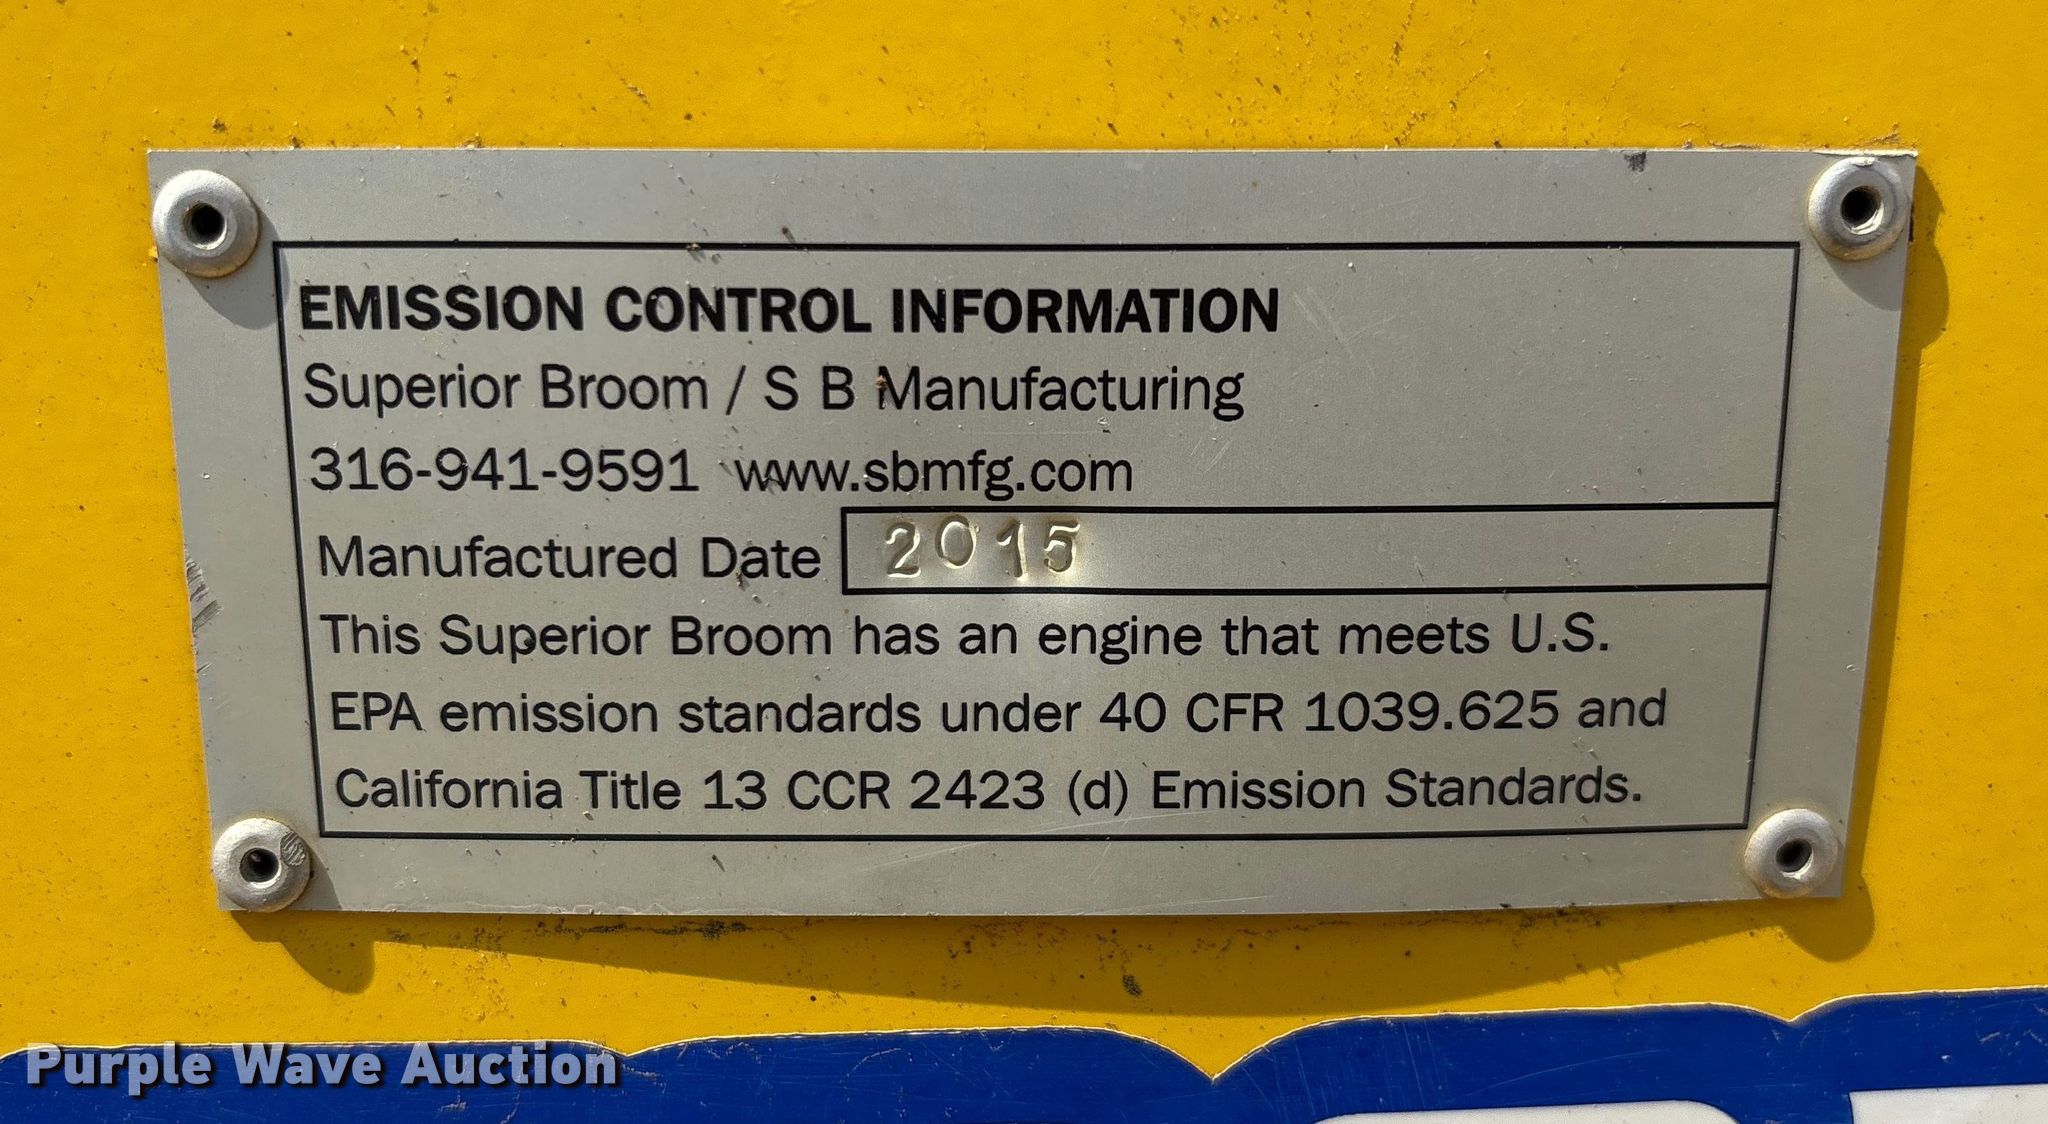 EMISSION CONTROL INFORMATION
Superior Broom / S B Manufacturing
316-941-9591 www.sbmfg.com
Manufactured Date 2015
This Superior Broom has an engine that meets U.S.
EPA emission standards under 40 CFR 1039.625 and
California Title 13 CCR 2423 (d) Emission Standards.
Purple Wave Auction